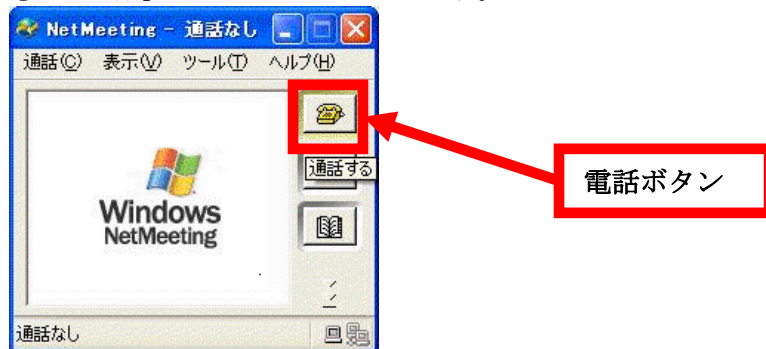 NetMeeting - 通話なし
通話(C) 表示(V) ツール(T) ヘルプ(H)
通話する
電話ボタン
Windows
NetMeeting
通話なし